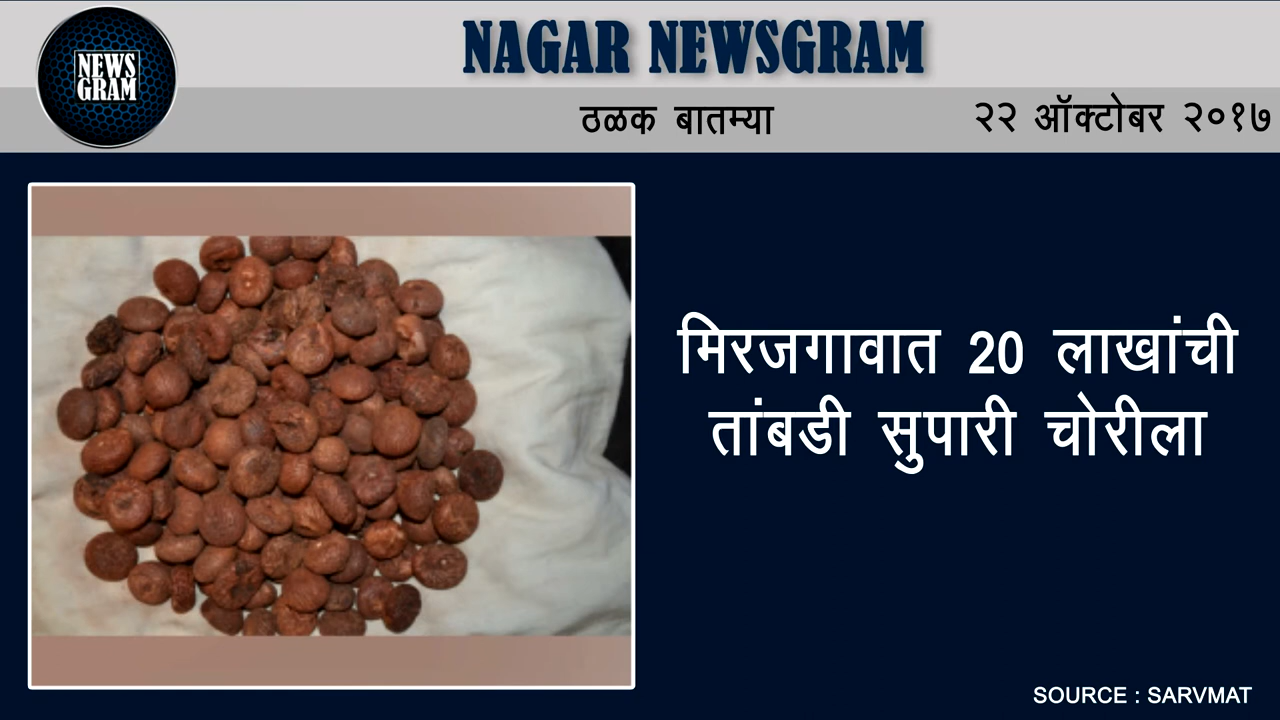 NEWS
GRAM
NAGAR NEWSGRAM
ठळक बातम्या
२२ ऑक्टोबर २०१७
मिरजगावात 20 लाखांची
तांबडी सुपारी चोरीला
SOURCE : SARVMAT